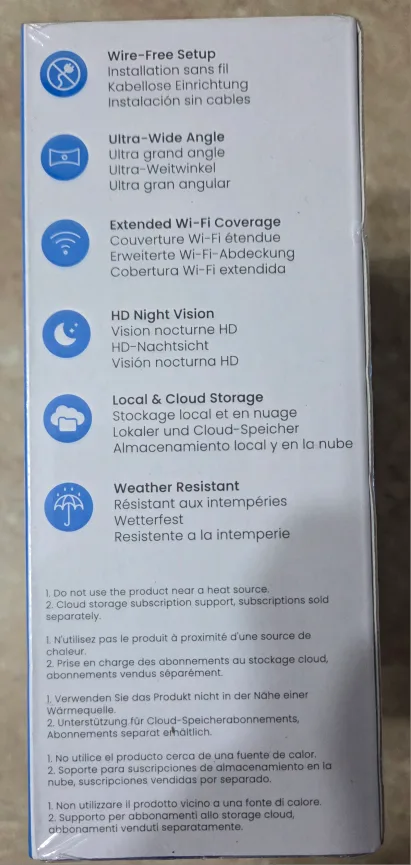 Wire-Free Setup
Installation sans fil
Kabellose Einrichtung
Instalación sin cables
Ultra-Wide Angle
Ultra grand angle
Ultra-Weitwinkel
Ultra gran angular
Extended Wi-Fi Coverage
Couverture Wi-Fi étendue
Erweiterte Wi-Fi-Abdeckung
Cobertura Wi-Fi extendida
HD Night Vision
Vision nocturne HD
HD-Nachtsicht
Visión nocturna HD
Local & Cloud Storage
Stockage local et en nuage
Lokaler und Cloud-Speicher
Almacenamiento local y en la nube
Weather Resistant
Résistant aux intempéries
Wetterfest
Resistente a la intemperie
1. Do not use the product near a heat source.
2. Cloud storage subscription support, subscriptions sold
separately.
1. N'utilisez pas le produit à proximité d'une source de
chaleur.
2. Prise en charge des abonnements au stockage cloud,
abonnements vendus séparément.
1. Verwenden Sie das Produkt nicht in der Nähe einer
Wärmequelle.
2. Unterstützung für Cloud-Speicherabonnements,
Abonnements separat erhältlich.
1. No utilice el producto cerca de una fuente de calor.
2. Soporte para suscripciones de almacenamiento en la
nube, suscripciones vendidas por separado.
1. Non utilizzare il prodotto vicino a una fonte di calore.
2. Supporto per abbonamenti allo storage cloud,
abbonamenti venduti separatamente.